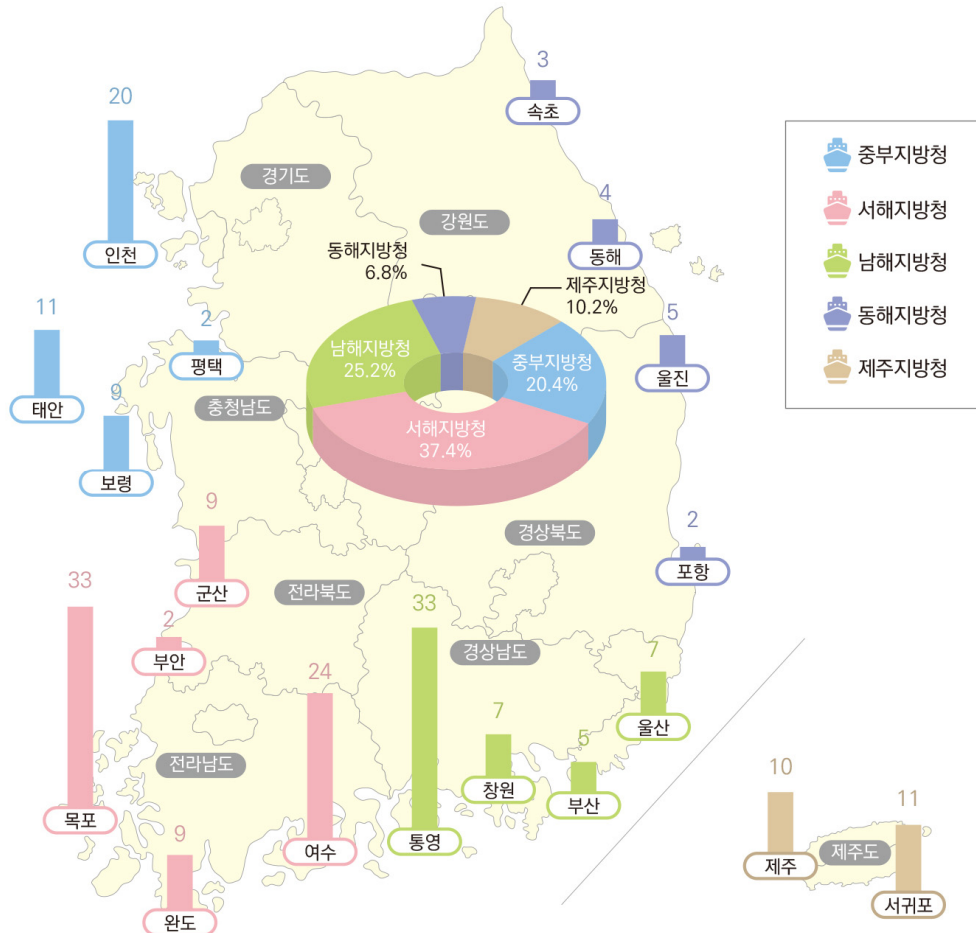 3
속초
20
인천
경기도
강원도
4
동해
중부지방청
서해지방청
남해지방청
동해지방청
제주지방청
동해지방청
6.8%
제주지방청
10.2%
남해지방청
25.2%
중부지방청
20.4%
서해지방청
37.4%
11
태안
2
평택
5
울진
9
보령
충청남도
9
군산
경상북도
2
포항
33
목포
2
부안
전라북도
33
통영
경상남도
7
울산
24
여수
7
창원
5
부산
전라남도
9
완도
10
제주
제주도
11
서귀포